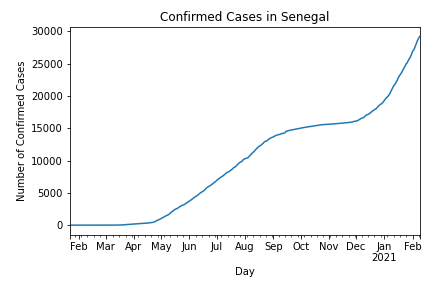 Confirmed Cases in Senegal
30000
25000
20000
15000
10000
5000
0
Number of Confirmed Cases
Feb Mar Apr May Jun Jul Aug Sep Oct Nov Dec Jan Feb
2021
Day